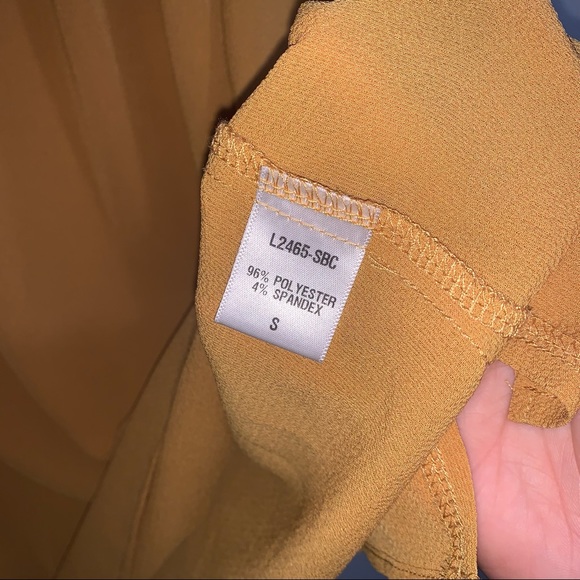 L2465-SBC
96% POLYESTER
4% SPANDEX
S